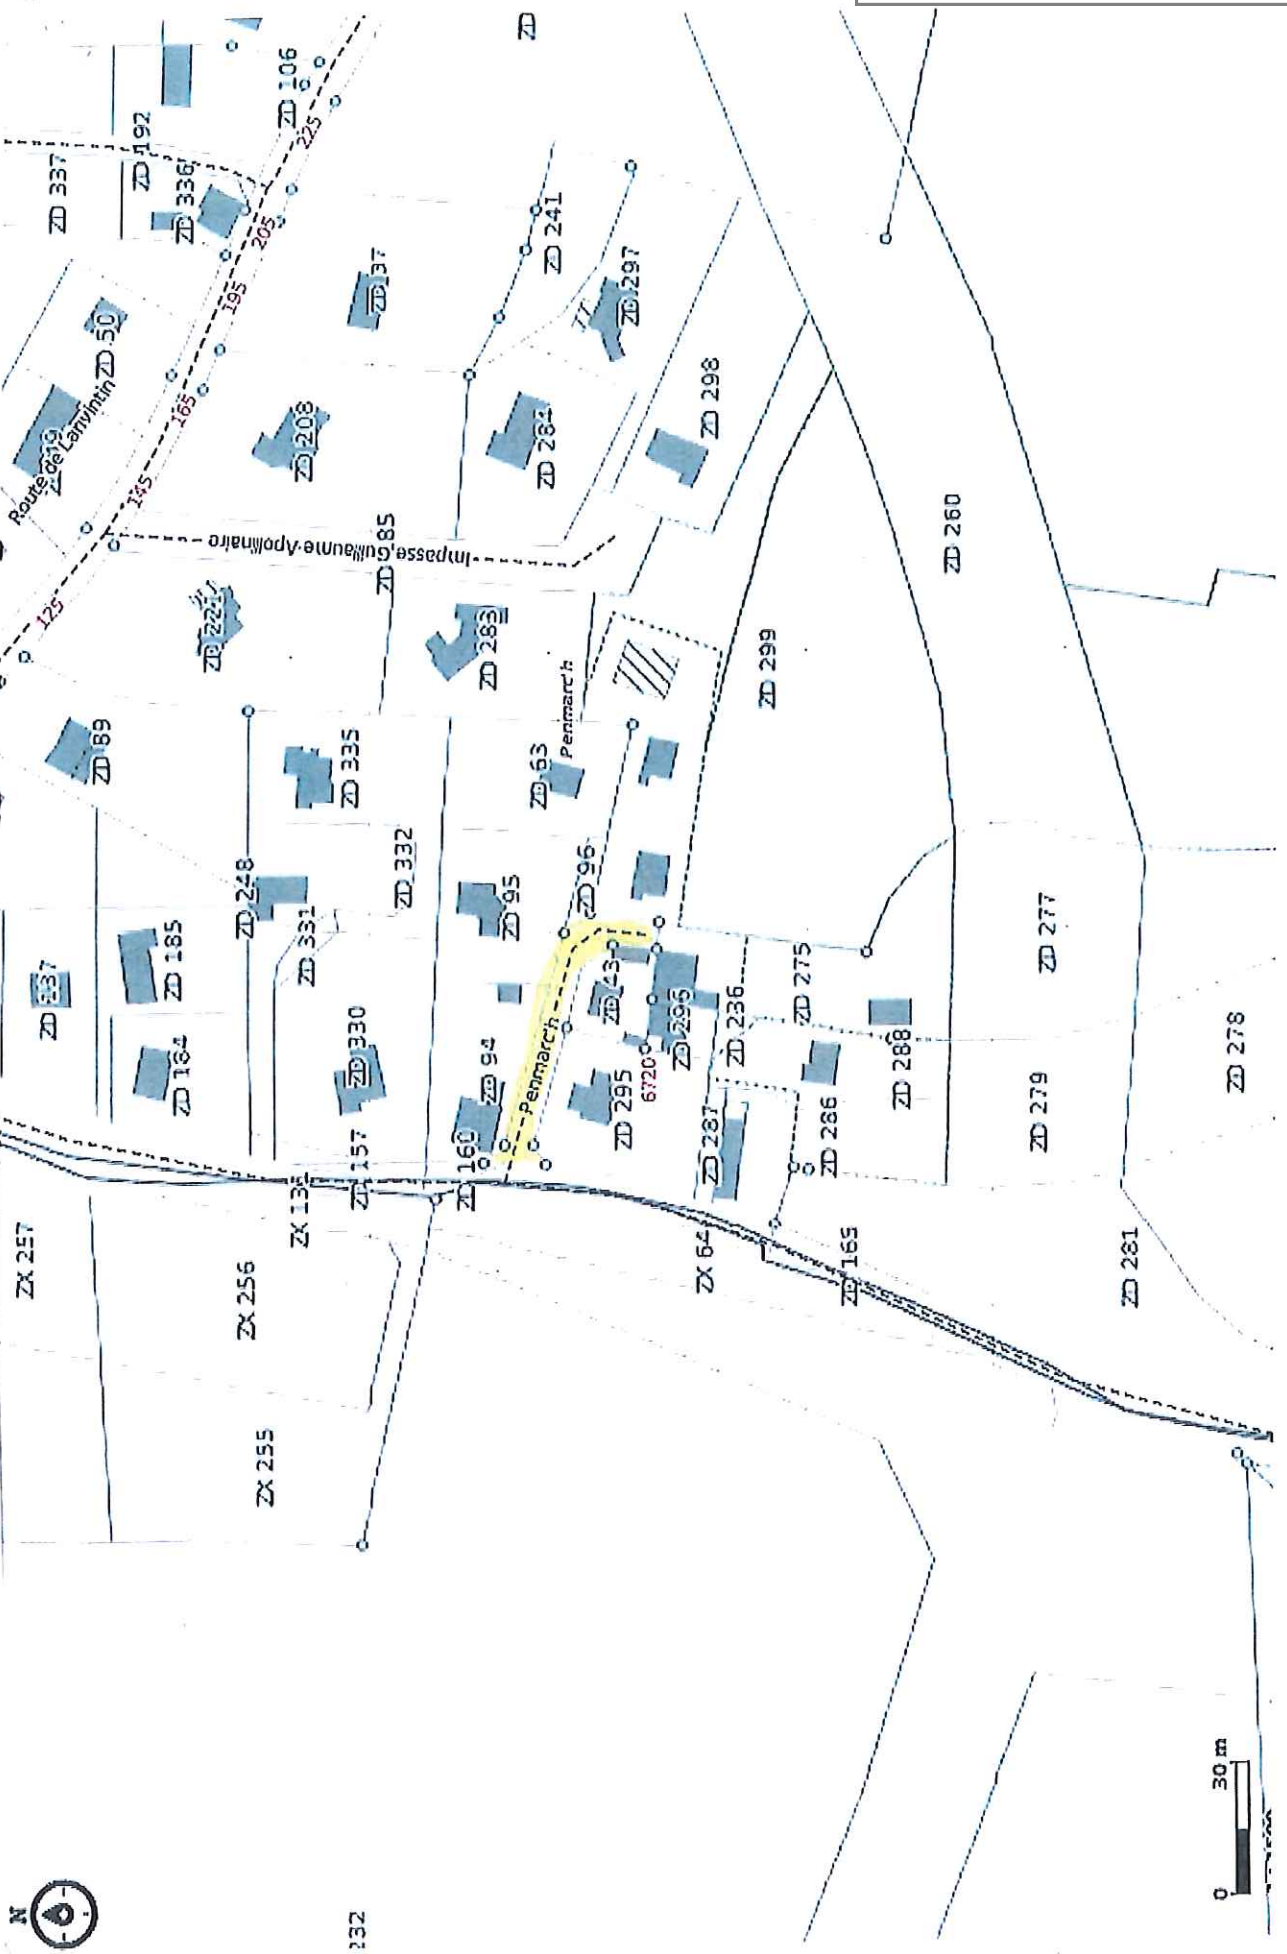 N
ZX 257
ZX 256
ZX 255
232
ZD 337
ZD 192
ZD 336
ZD 106
225
205
195
165
145
125
ZD 50
Route de Lanvintin
ZD 37
ZD 208
ZD 241
ZD 297
ZD 284
ZD 298
ZD
ZD 85
Impasse Guillaume Apollinaire
ZD 283
ZD 89
ZD 335
ZD 63
Penmarc'h
ZD 299
ZD 260
ZD 248
ZD 332
ZD 331
ZD 95
ZD 96
ZD 185
ZD 184
ZD 330
ZD 94
Penmarc'h
ZD 43
ZD 295
6720
ZD 296
ZD 236
ZD 275
ZD 277
ZD 287
ZD 286
ZD 288
ZD 279
ZD 278
ZD 157
ZD 160
ZX 64
ZD 165
ZD 281
0
30 m